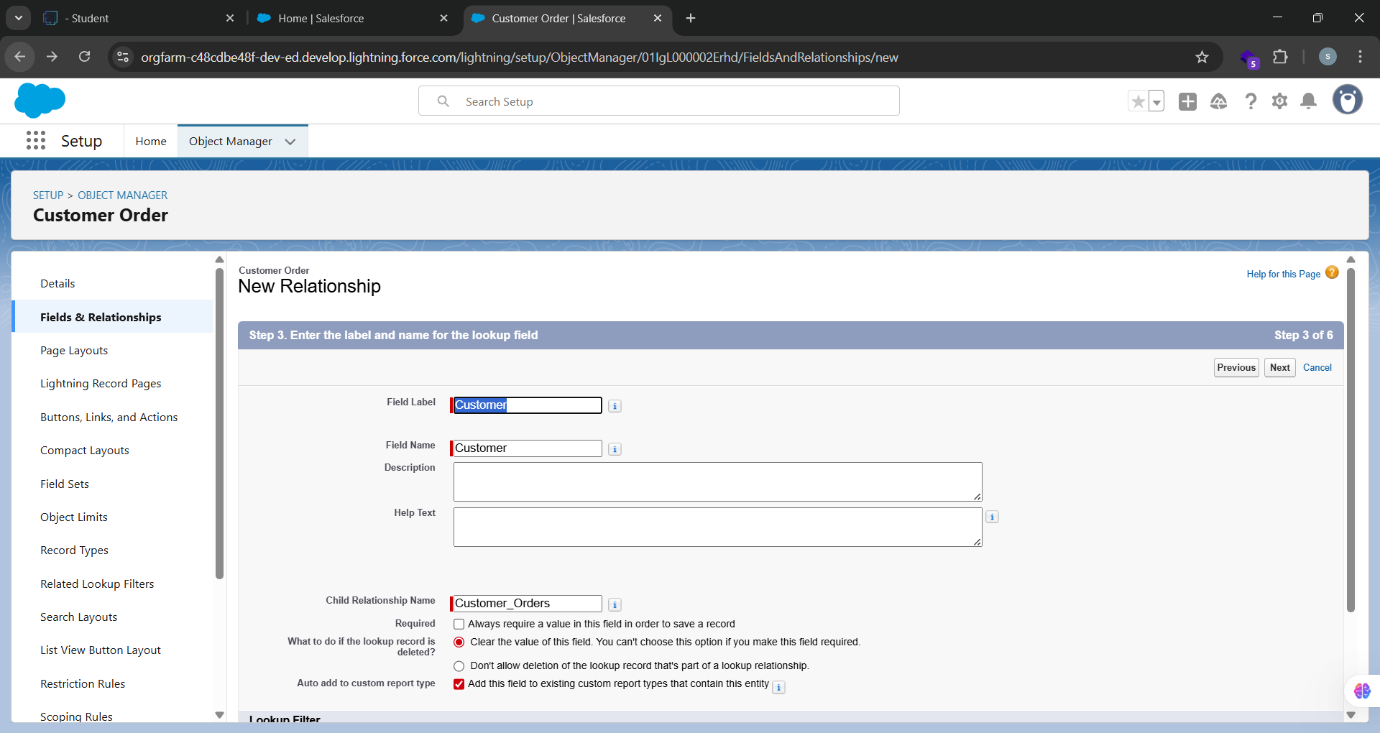 - Student
Home | Salesforce
Customer Order | Salesforce
orgfarm-c48cdbe48f-dev-ed.develop.lightning.force.com/lightning/setup/ObjectManager/01IgL000002Erhd/FieldsAndRelationships/new
5
S
Search Setup
Setup
Home
Object Manager
SETUP > OBJECT MANAGER
Customer Order
Details
Fields & Relationships
Page Layouts
Lightning Record Pages
Buttons, Links, and Actions
Compact Layouts
Field Sets
Object Limits
Record Types
Related Lookup Filters
Search Layouts
List View Button Layout
Restriction Rules
Scoping Rules
Customer Order
New Relationship
Help for this Page ?
Step 3. Enter the label and name for the lookup field
Step 3 of 6
Previous Next Cancel
Field Label Customer i
Field Name Customer i
Description
Help Text i
Child Relationship Name Customer_Orders i
Required Always require a value in this field in order to save a record
What to do if the lookup record is deleted? Clear the value of this field. You can't choose this option if you make this field required.
Don't allow deletion of the lookup record that's part of a lookup relationship.
Auto add to custom report type Add this field to existing custom report types that contain this entity i
Lookup Filter